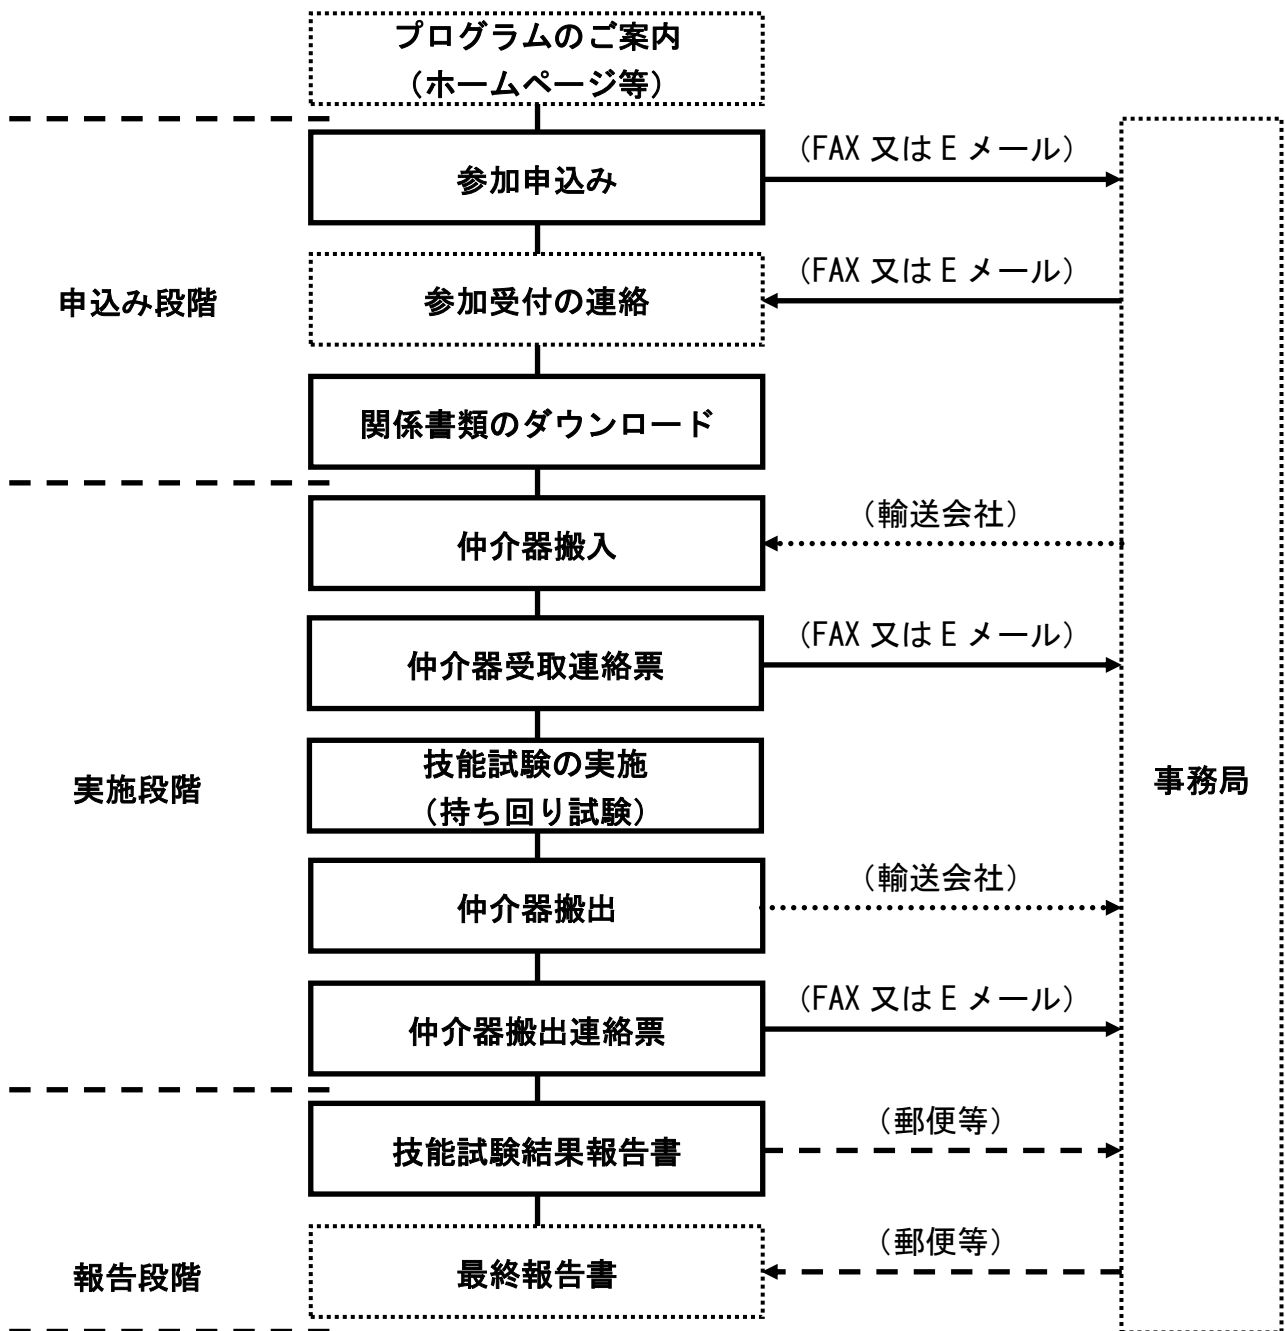 プログラムのご案内
(ホームページ等)
参加申込み
(FAX 又は E メール)
申込み段階
参加受付の連絡
(FAX 又は E メール)
関係書類のダウンロード
仲介器搬入
(輸送会社)
仲介器受取連絡票
(FAX 又は E メール)
実施段階
技能試験の実施
(持ち回り試験)
事務局
仲介器搬出
(輸送会社)
仲介器搬出連絡票
(FAX 又は E メール)
技能試験結果報告書
(郵便等)
報告段階
最終報告書
(郵便等)